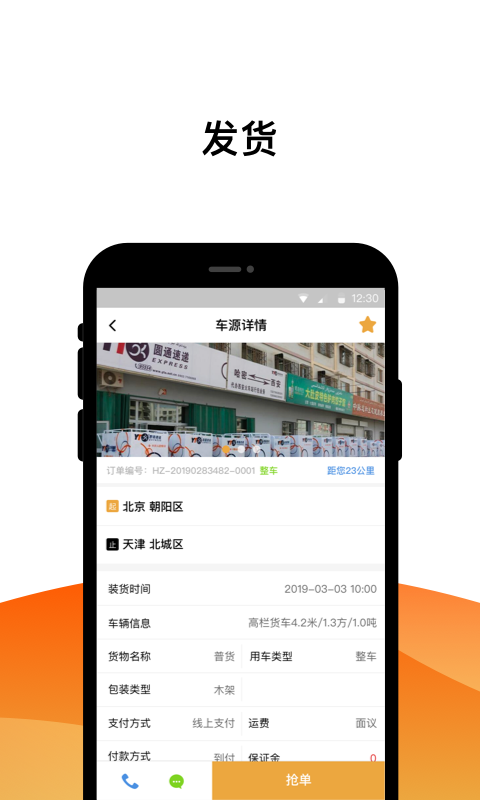 发货
12:30
车源详情
圆通速递
EXPRESS
哈密
西安
订单编号：HZ-20190283482-0001 整车 距您23公里
起 北京 朝阳区
止 天津 北城区
装货时间 2019-03-03 10:00
车辆信息 高栏货车4.2米/1.3方/1.0吨
货物名称 普货 用车类型 整车
包装类型 木架
支付方式 线上支付 运费 面议
付款方式 到付 保证金 0
抢单